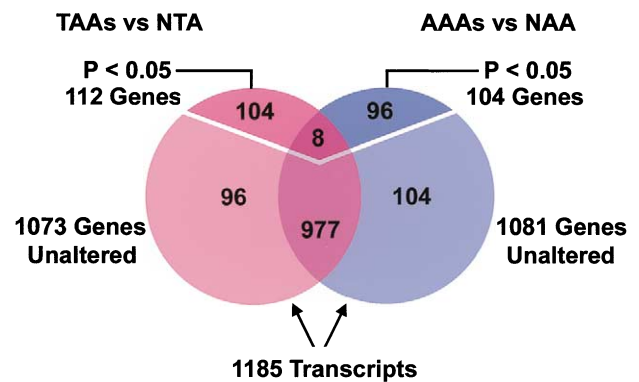 TAAs vs NTA
AAAs vs NAA
P < 0.05
112 Genes
P < 0.05
104 Genes
104
8
96
96
977
104
1073 Genes
Unaltered
1081 Genes
Unaltered
1185 Transcripts